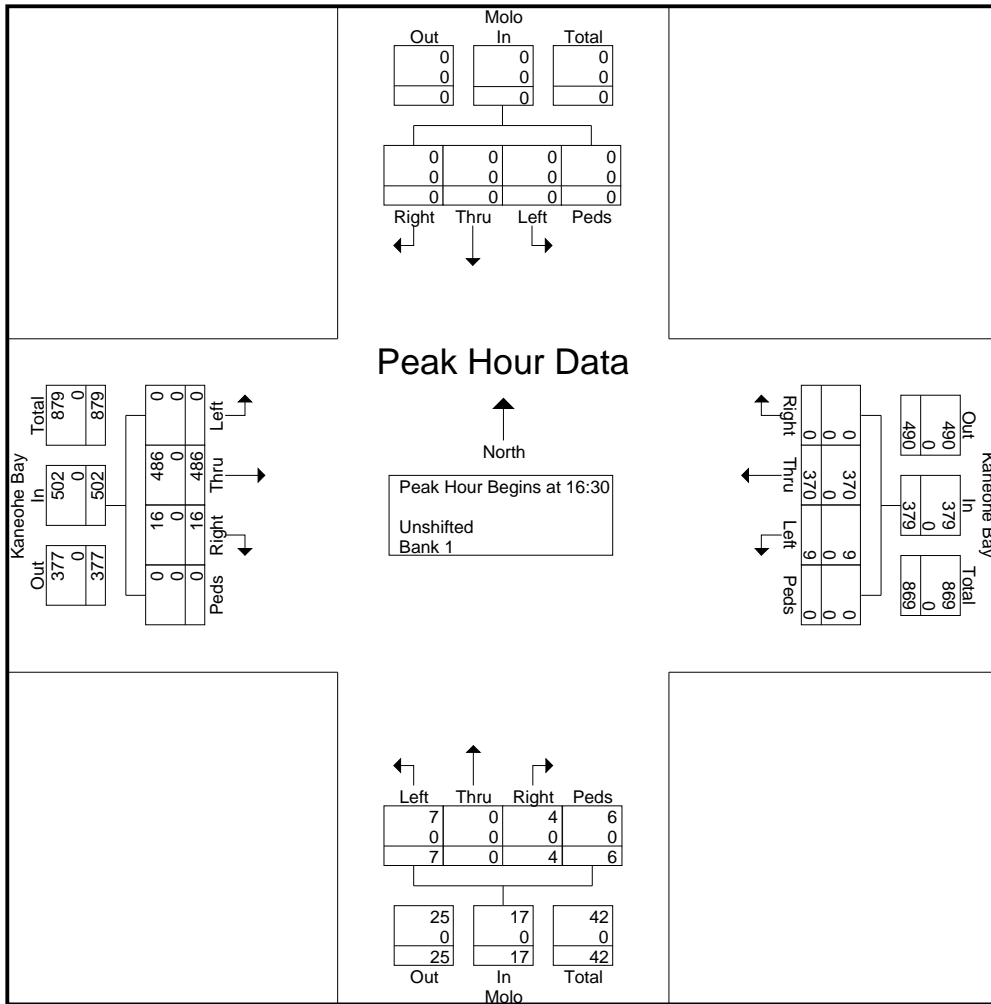 Molo
Out In Total
0 0 0
0 0 0
0 0 0
0 0 0 0
0 0 0 0
0 0 0 0
Right Thru Left Peds
Peak Hour Data
North
Peak Hour Begins at 16:30
Unshifted
Bank 1
Kaneohe Bay
Out In Total
377 502 879
0 0 0
377 502 879
Peds Right Thru Left
0 16 486 0
0 0 0 0
0 16 486 0
Kaneohe Bay
Out In Total
490 379 869
0 0 0
490 379 869
Right Thru Left Peds
0 370 9 0
0 0 0 0
0 370 9 0
Left Thru Right Peds
7 0 4 6
0 0 0 0
7 0 4 6
25 17 42
0 0 0
25 17 42
Out In Total
Molo